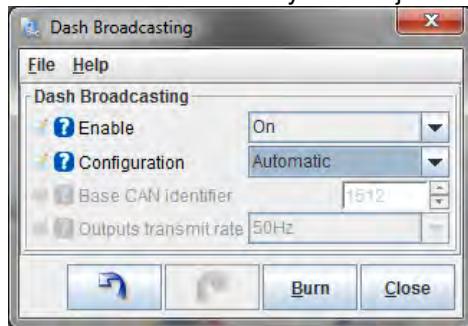 Dash Broadcasting
File Help
Dash Broadcasting
Enable On
Configuration Automatic
Base CAN identifier 1512
Outputs transmit rate 50Hz
Burn Close